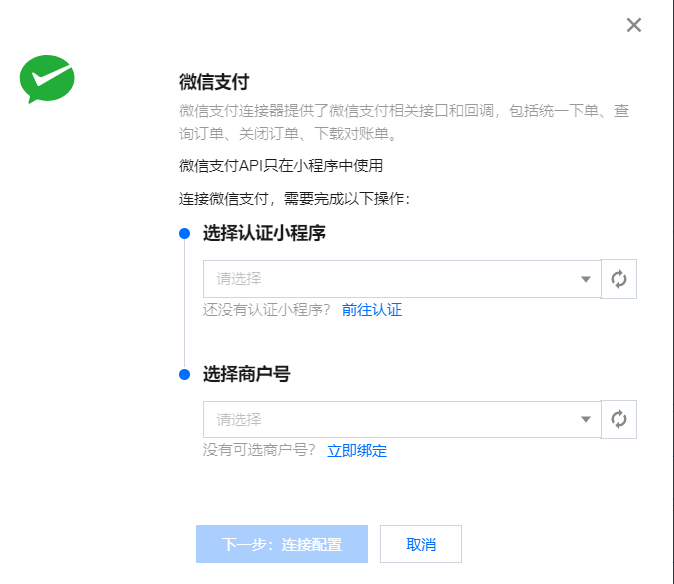 微信支付
微信支付连接器提供了微信支付相关接口和回调，包括统一下单、查
询订单、关闭订单、下载对账单。
微信支付API只在小程序中使用
连接微信支付，需要完成以下操作：
选择认证小程序
请选择
还没有认证小程序？ 前往认证
选择商户号
请选择
没有可选商户号？ 立即绑定
下一步：连接配置 取消